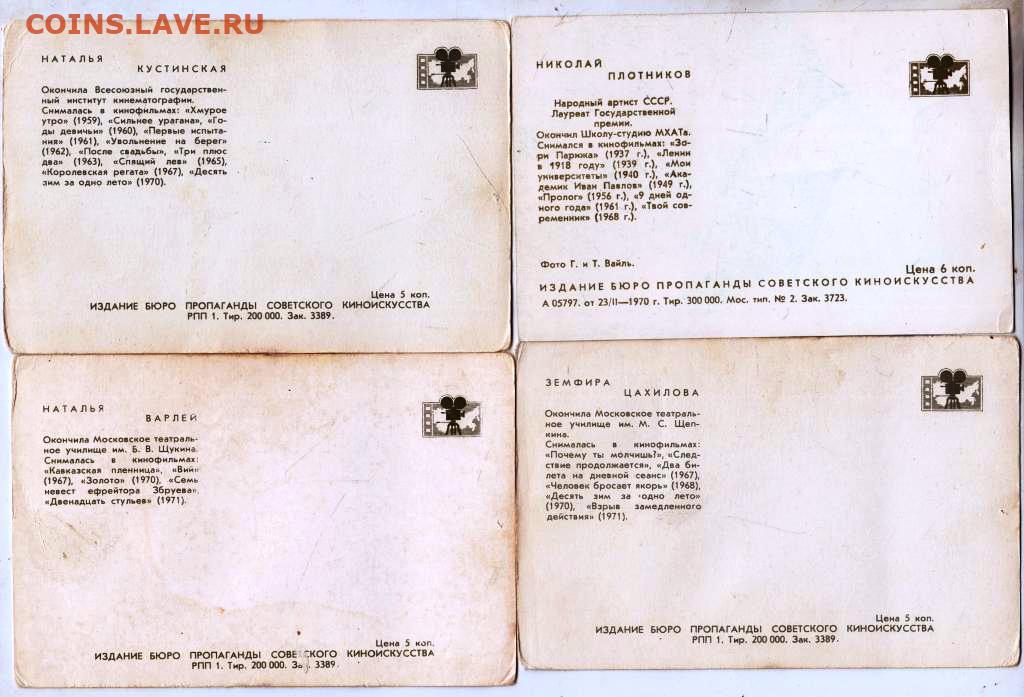 COINS.LAVE.RU
НАТАЛЬЯ
КУСТИНСКАЯ
Окончила Всесоюзный государствен-
ный институт кинематографии.
Снималась в кинофильмах: «Хмурое
утро» (1959), «Сильнее урагана», «Го-
ды девичьи» (1960), «Первые испыта-
ния» (1961), «Увольнение на берег»
(1962), «После свадьбы», «Три плюс
два» (1963), «Спящий лев» (1965),
«Королевская регата» (1967), «Десять
зим за одно лето» (1970).
Цена 5 коп.
ИЗДАНИЕ БЮРО ПРОПАГАНДЫ СОВЕТСКОГО КИНОИСКУССТВА
РПП 1. Тир. 200 000. Зак. 3389.
НИКОЛАЙ
ПЛОТНИКОВ
Народный артист СССР.
Лауреат Государственной
премии.
Окончил Школу-студию МХАТа.
Снимался в кинофильмах: «Зо-
ри Парижа» (1937 г.), «Ленин
в 1918 году» (1939 г.), «Мои
университеты» (1940 г.), «Ака-
демик Иван Павлов» (1949 г.),
«Пролог» (1956 г.), «9 дней од-
ного года» (1961 г.), «Твой сов-
ременник» (1968 г.).
Фото Г. и Т. Вайль.
Цена 6 коп.
ИЗДАНИЕ БЮРО ПРОПАГАНДЫ СОВЕТСКОГО КИНОИСКУССТВА
А 05797. от 23/II—1970 г. Тир. 300 000. Мос. тип. № 2. Зак. 3723.
НАТАЛЬЯ
ВАРЛЕЙ
Окончила Московское театраль-
ное училище им. Б. В. Щукина.
Снималась в кинофильмах:
«Кавказская пленница», «Вий»
(1967), «Золото» (1970), «Семь
невест ефрейтора Збруева»,
«Двенадцать стульев» (1971).
Цена 5 коп.
ИЗДАНИЕ БЮРО ПРОПАГАНДЫ СОВЕТСКОГО КИНОИСКУССТВА
РПП 1. Тир. 200 000. Зак. 3389.
ЗЕМФИРА
ЦАХИЛОВА
Окончила Московское театраль-
ное училище им. М. С. Щеп-
кина.
Снималась в кинофильмах:
«Почему ты молчишь?», «След-
ствие продолжается», «Два би-
лета на дневной сеанс» (1967),
«Человек бросает якорь» (1968),
«Десять зим за одно лето»
(1970), «Взрыв замедленного
действия» (1971).
Цена 5 коп.
ИЗДАНИЕ БЮРО ПРОПАГАНДЫ СОВЕТСКОГО КИНОИСКУССТВА
РПП 1. Тир. 200 000. Зак. 3389.